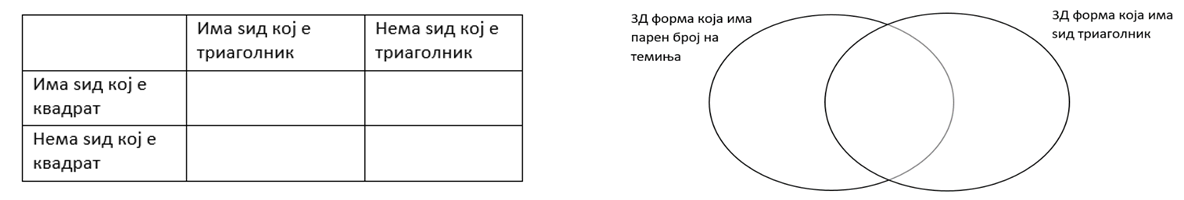 Има ѕид кој е
триаголник
Нема ѕид кој е
триаголник
Има ѕид кој е
квадрат
Нема ѕид кој е
квадрат
3Д форма која има
парен број на
темиња
3Д форма која има
ѕид триаголник